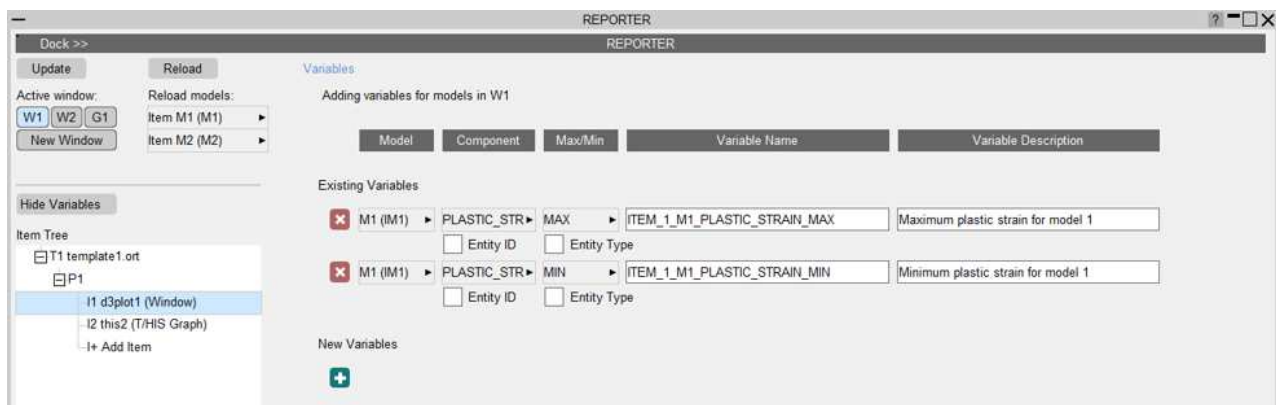 REPORTER ?
Dock >> REPORTER
Update Reload Variables
Active window: Reload models: Adding variables for models in W1
W1 W2 G1 Item M1 (M1)
New Window Item M2 (M2) Model Component Max/Min Variable Name Variable Description
Existing Variables
Hide Variables
M1 (IM1) PLASTIC_STR MAX ITEM_1_M1_PLASTIC_STRAIN_MAX Maximum plastic strain for model 1
Item Tree
Entity ID Entity Type
T1 template1.ort
M1 (IM1) PLASTIC_STR MIN ITEM_1_M1_PLASTIC_STRAIN_MIN Minimum plastic strain for model 1
P1
Entity ID Entity Type
I1 d3plot1 (Window)
I2 this2 (T/HIS Graph)
I+ Add Item
New Variables